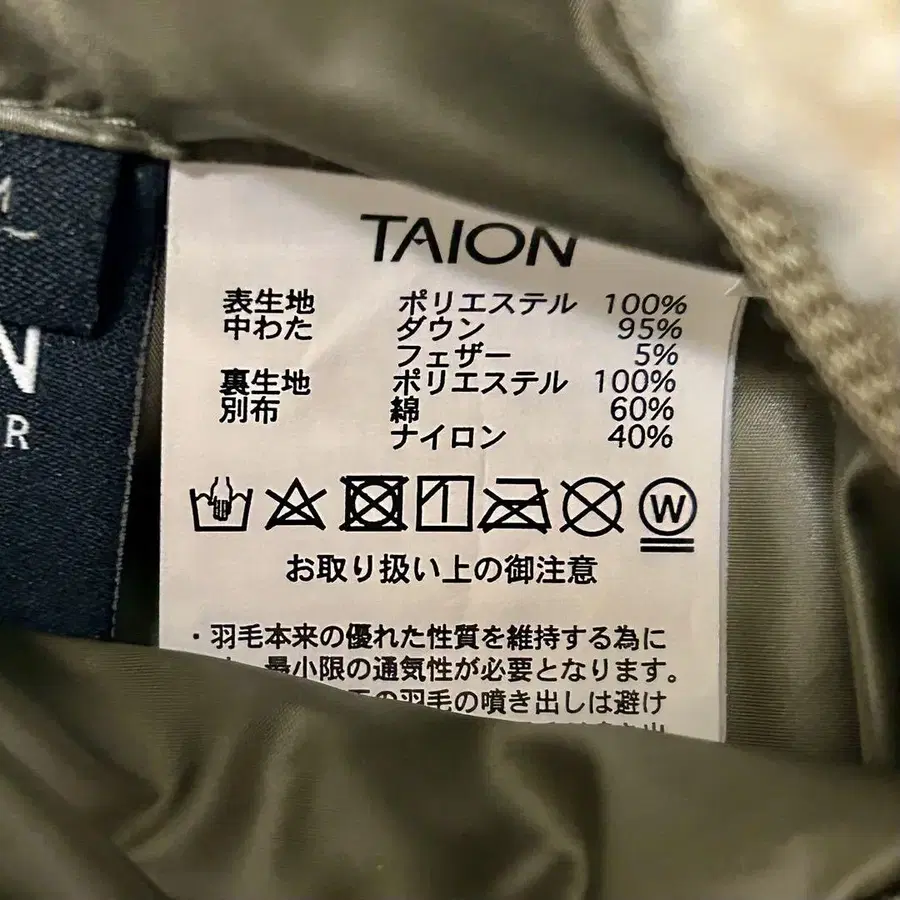 M
N
R
TAION
表生地 ポリエステル 100%
中わた ダウン 95%
フェザー 5%
裏生地 ポリエステル 100%
別布 綿 60%
ナイロン 40%
W
お取り扱い上の御注意
・羽毛本来の優れた性質を維持する為に
最小限の通気性が必要となります。
の羽毛の噴き出しは避け